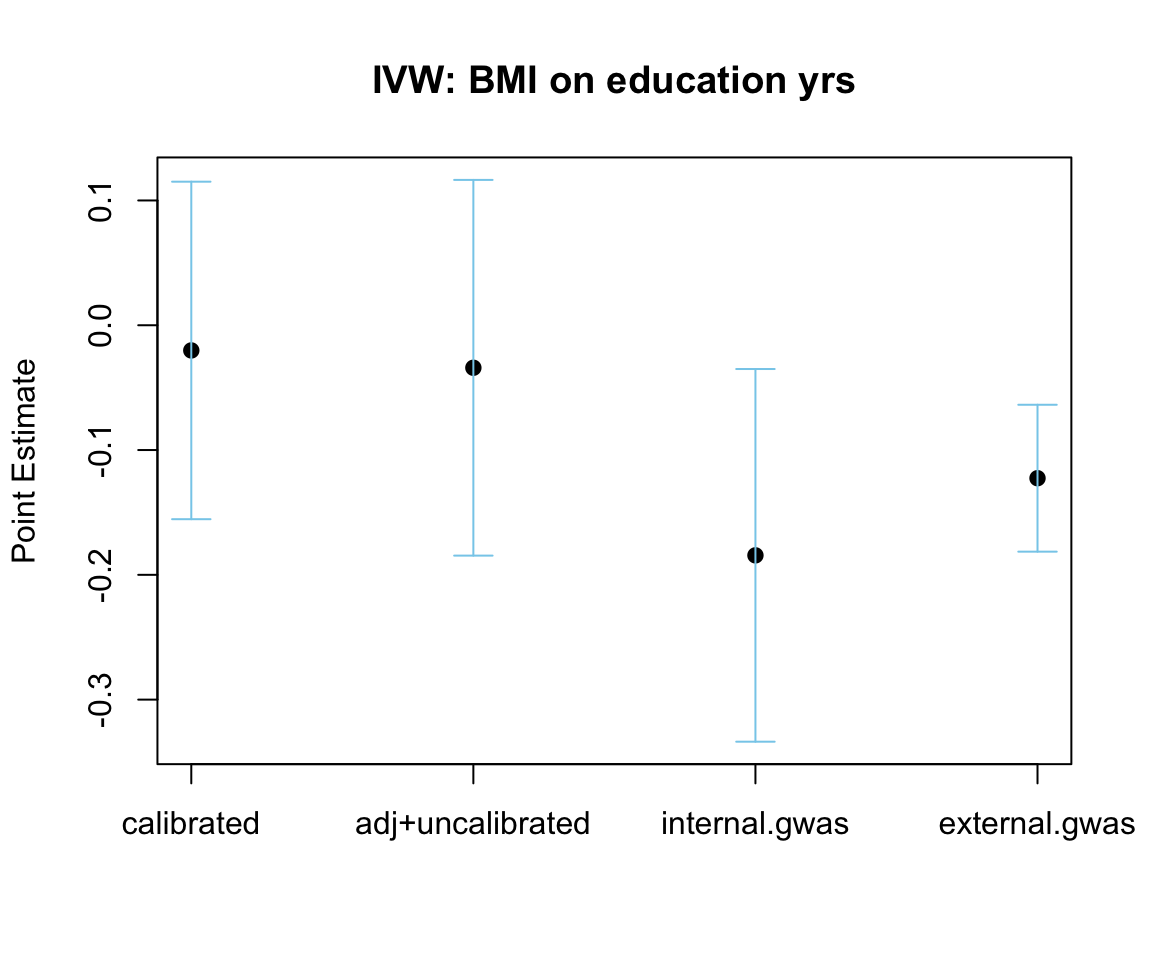 IVW: BMI on education yrs
Point Estimate
0.1
0.0
-0.1
-0.2
-0.3
calibrated adj+uncalibrated internal.gwas external.gwas